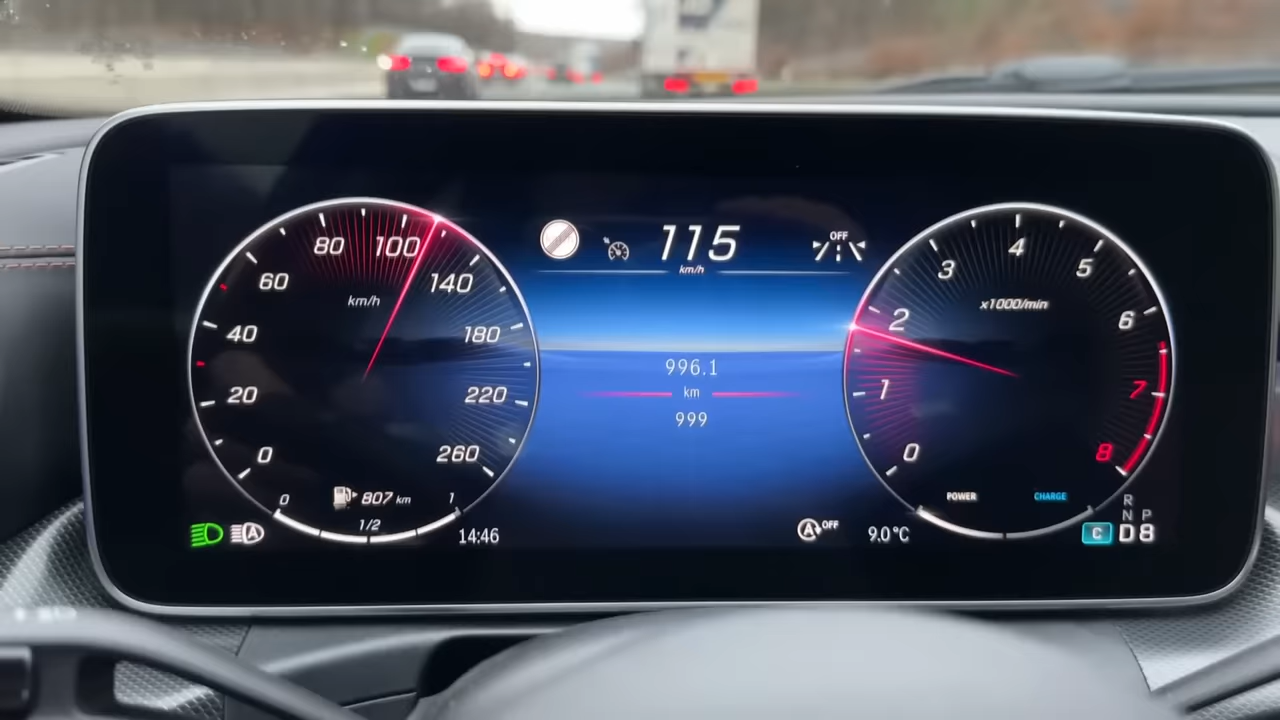 0
20
40
60
80
100
140
180
220
260
km/h
0
1/2
1
807 km
14:46
115
km/h
OFF
996.1
km
999
A OFF
9.0°C
0
1
2
3
4
5
6
7
8
x1000/min
POWER
CHARGE
R
N P
C D8
A